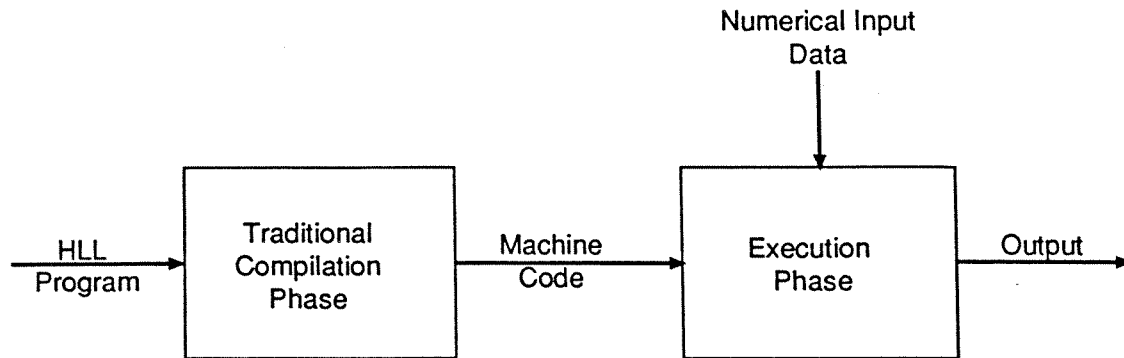 Numerical Input
Data
HLL
Program
Traditional
Compilation
Phase
Machine
Code
Execution
Phase
Output